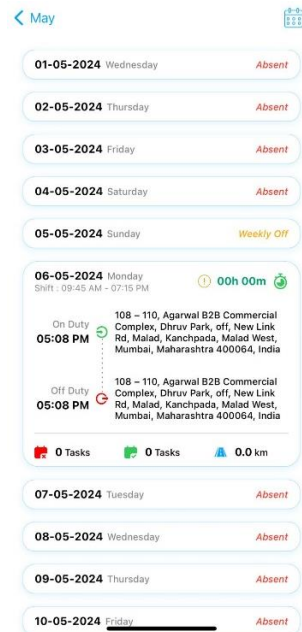 May
01-05-2024 Wednesday Absent
02-05-2024 Thursday Absent
03-05-2024 Friday Absent
04-05-2024 Saturday Absent
05-05-2024 Sunday Weekly Off
06-05-2024 Monday
Shift : 09:45 AM - 07:15 PM
00h 00m
On Duty
05:08 PM
108 – 110, Agarwal B2B Commercial
Complex, Dhruv Park, off, New Link
Rd, Malad, Kanchpada, Malad West,
Mumbai, Maharashtra 400064, India
Off Duty
05:08 PM
108 – 110, Agarwal B2B Commercial
Complex, Dhruv Park, off, New Link
Rd, Malad, Kanchpada, Malad West,
Mumbai, Maharashtra 400064, India
0 Tasks 0 Tasks 0.0 km
07-05-2024 Tuesday Absent
08-05-2024 Wednesday Absent
09-05-2024 Thursday Absent
10-05-2024 Friday Absent